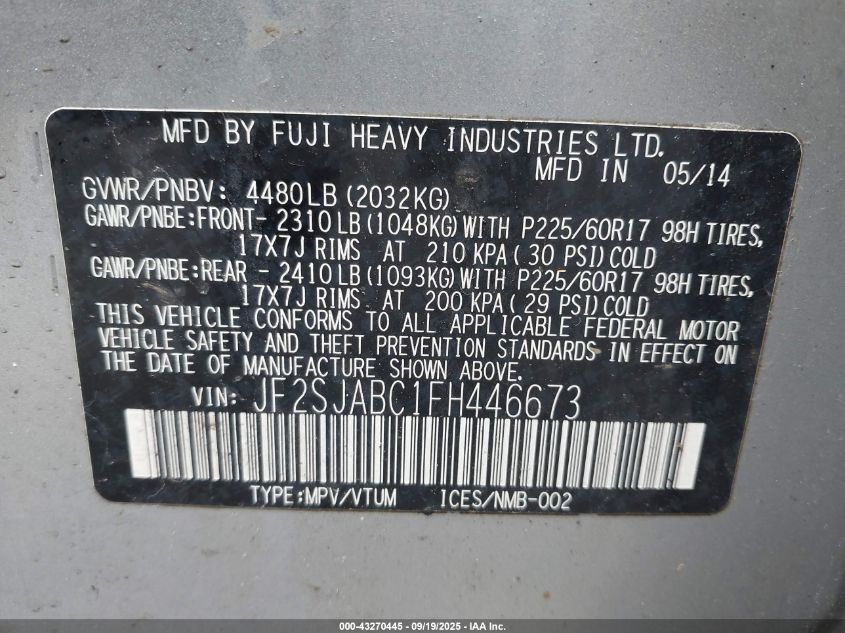 MFD BY FUJI HEAVY INDUSTRIES LTD.
MFD IN 05/14
GVWR/PNBV: 4480LB (2032KG)
GAWR/PNBE:FRONT- 2310LB (1048KG) WITH P225/60R17 98H TIRES,
17X7J RIMS AT 210 KPA ( 30 PSI) COLD
GAWR/PNBE:REAR - 2410LB (1093KG) WITH P225/60R17 98H TIRES,
17X7J RIMS AT 200 KPA ( 29 PSI) COLD
THIS VEHICLE CONFORMS TO ALL APPLICABLE FEDERAL MOTOR
VEHICLE SAFETY AND THEFT PREVENTION STANDARDS IN EFFECT ON
THE DATE OF MANUFACTURE SHOWN ABOVE.
VIN: JF2SJABC1FH446673
TYPE:MPV/VTUM ICES/NMB-002
000-43270445 - 09/19/2025 - IAA Inc.